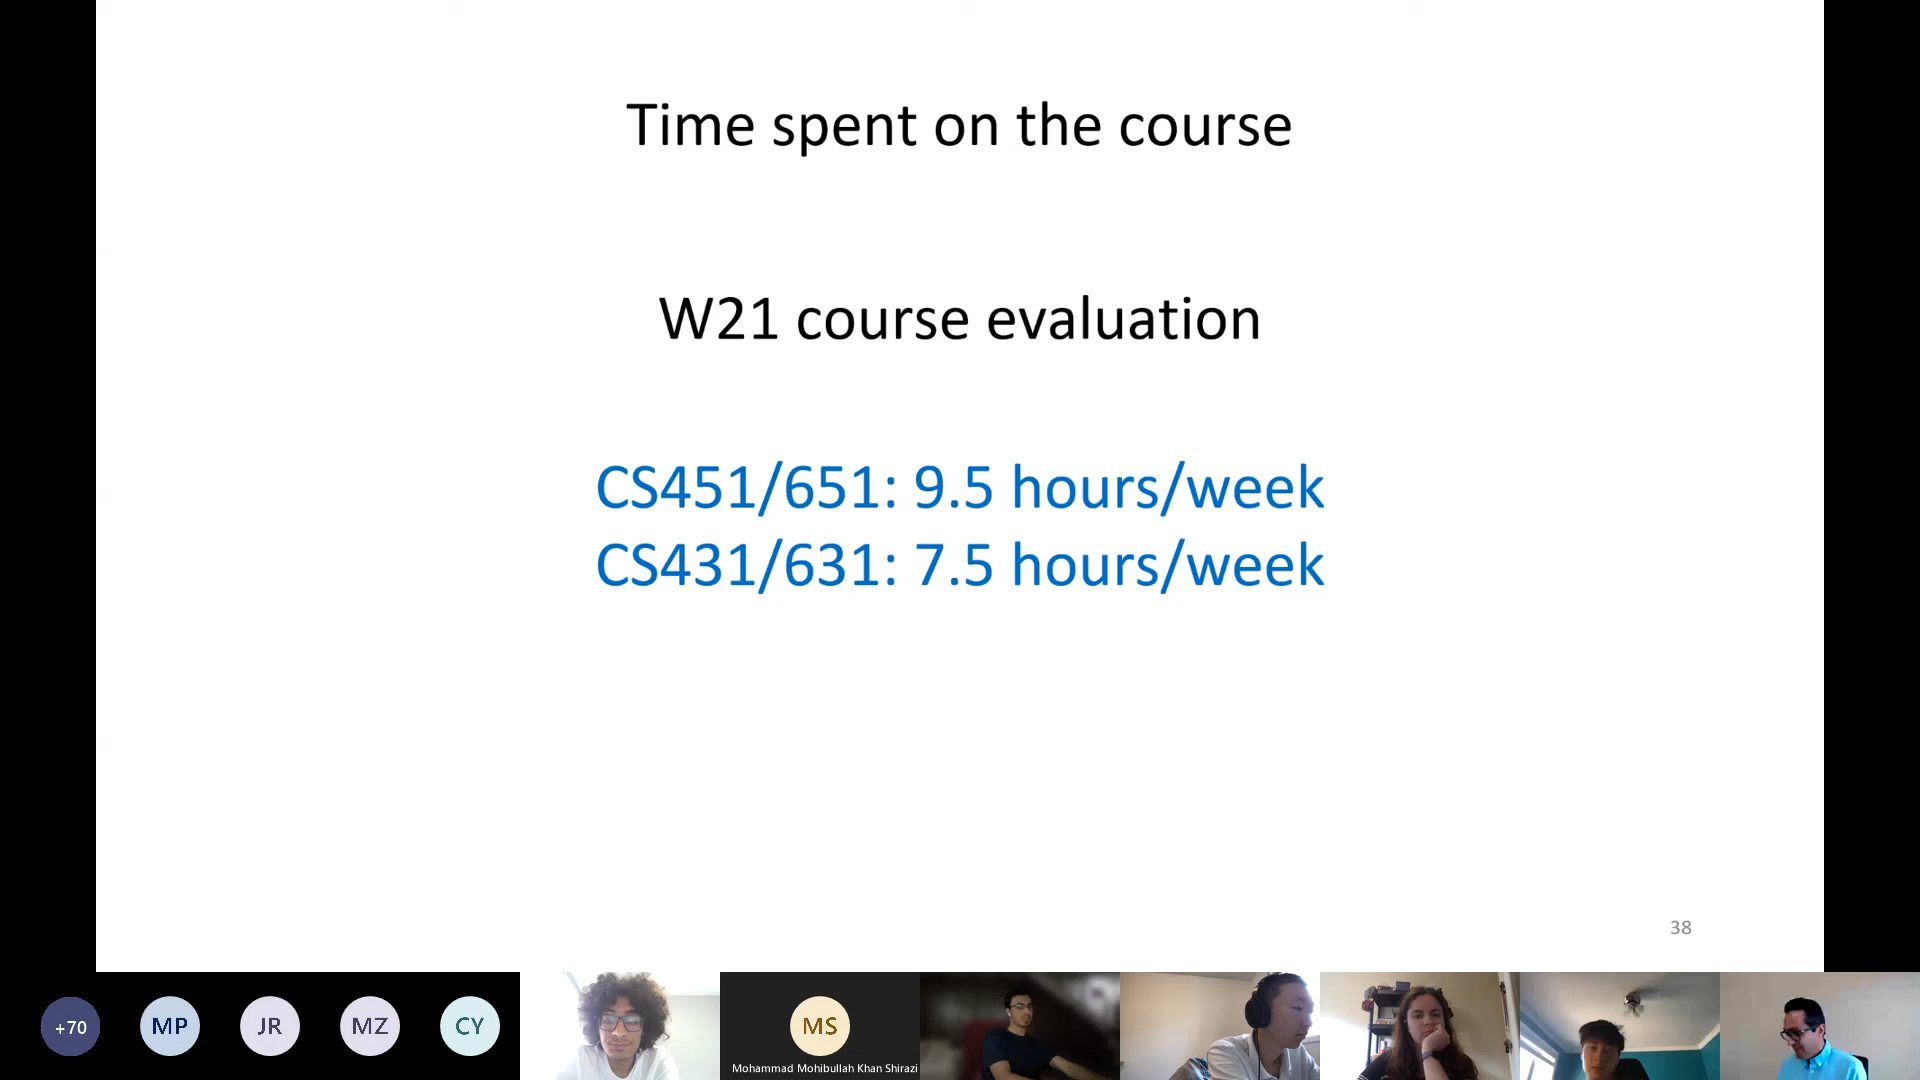 Time spent on the course
W21 course evaluation
CS451/651: 9.5 hours/week
CS431/631: 7.5 hours/week
38
+70
MP
JR
MZ
CY
MS
Mohammad Mohibullah Khan Shirazi